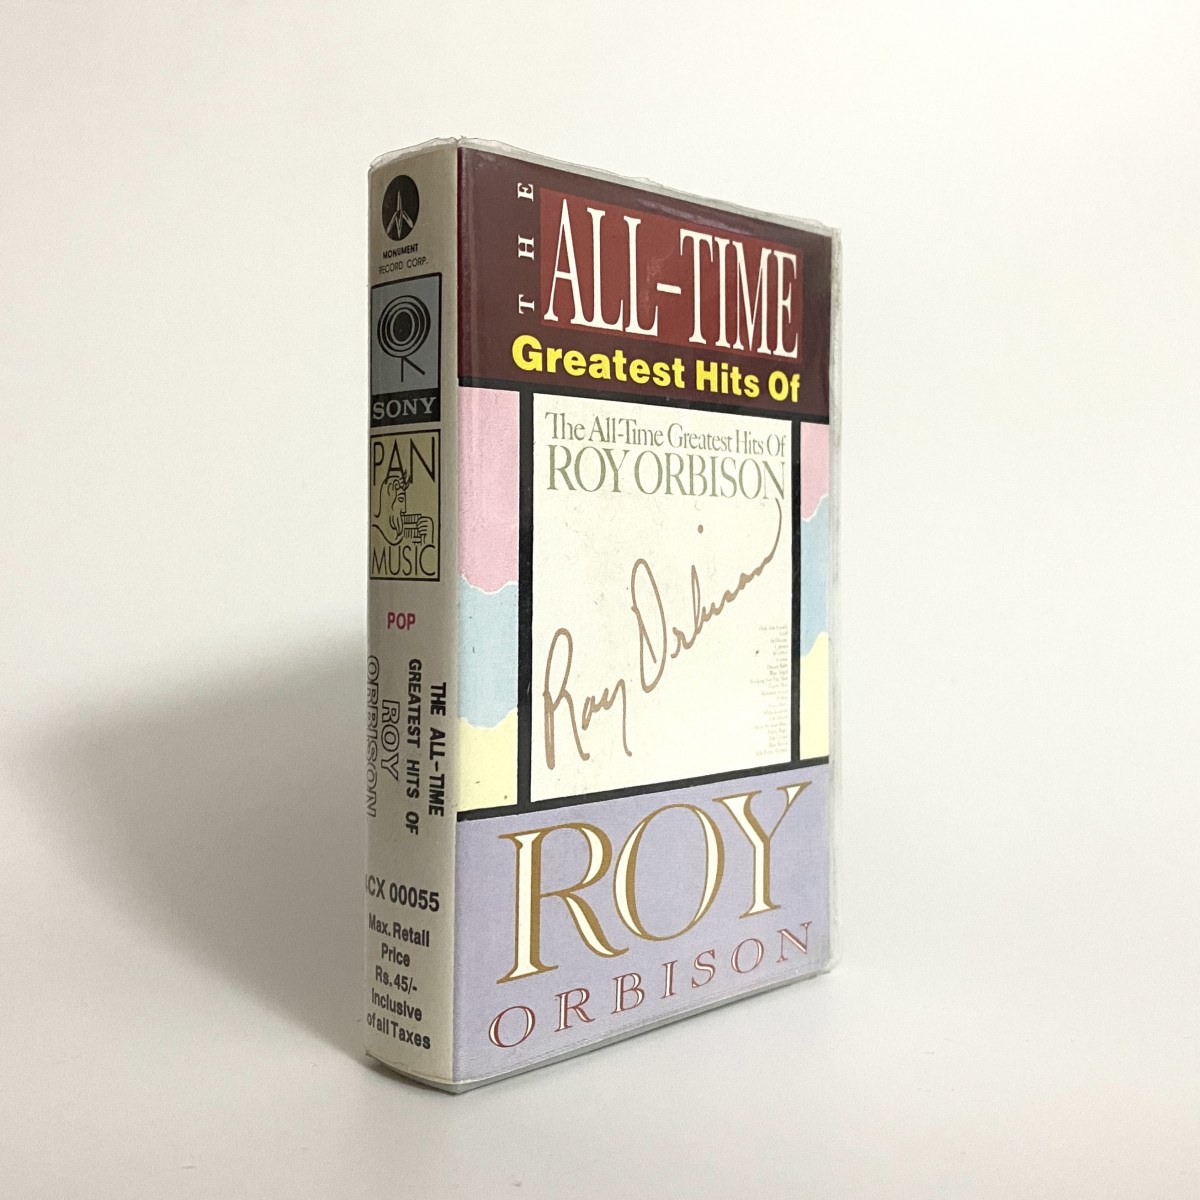 MONUMENT
RECORD CORP.
SONY
PAN
MUSIC
POP
THE ALL-TIME
GREATEST HITS OF
ROY
ORBISON
CX 00055
Max. Retail
Price
Rs. 45/-
Inclusive
of all Taxes
THE
ALL-TIME
Greatest Hits Of
The All-Time Greatest Hits Of
ROY ORBISON
Roy Orbison
ROY
ORBISON